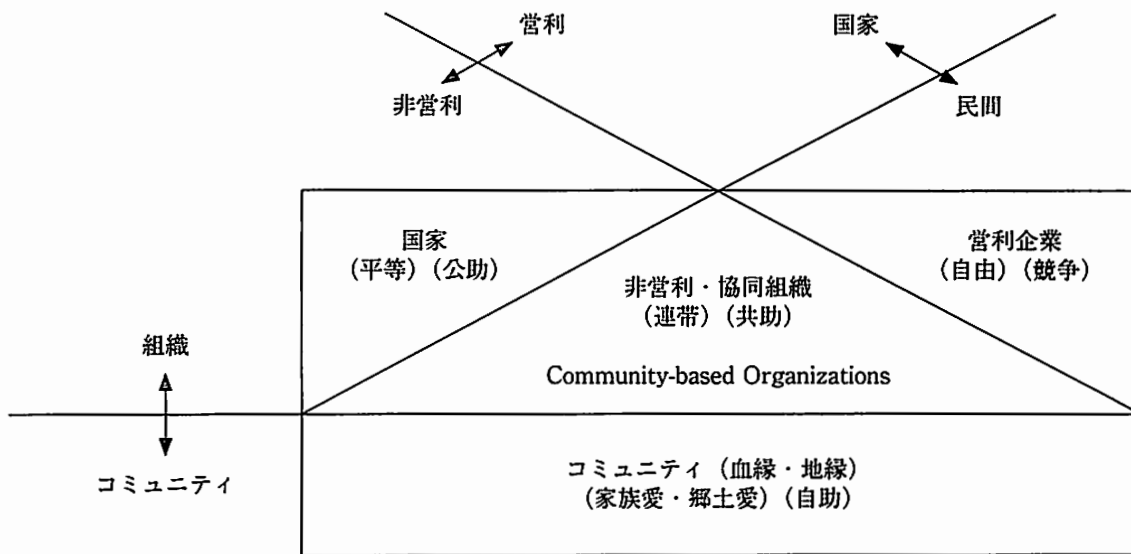 営利
国家
非営利
民間
国家
(平等)(公助)
営利企業
(自由)(競争)
非営利・協同組織
(連帯)(共助)
組織
Community-based Organizations
コミュニティ
コミュニティ(血縁・地縁)
(家族愛・郷土愛)(自助)